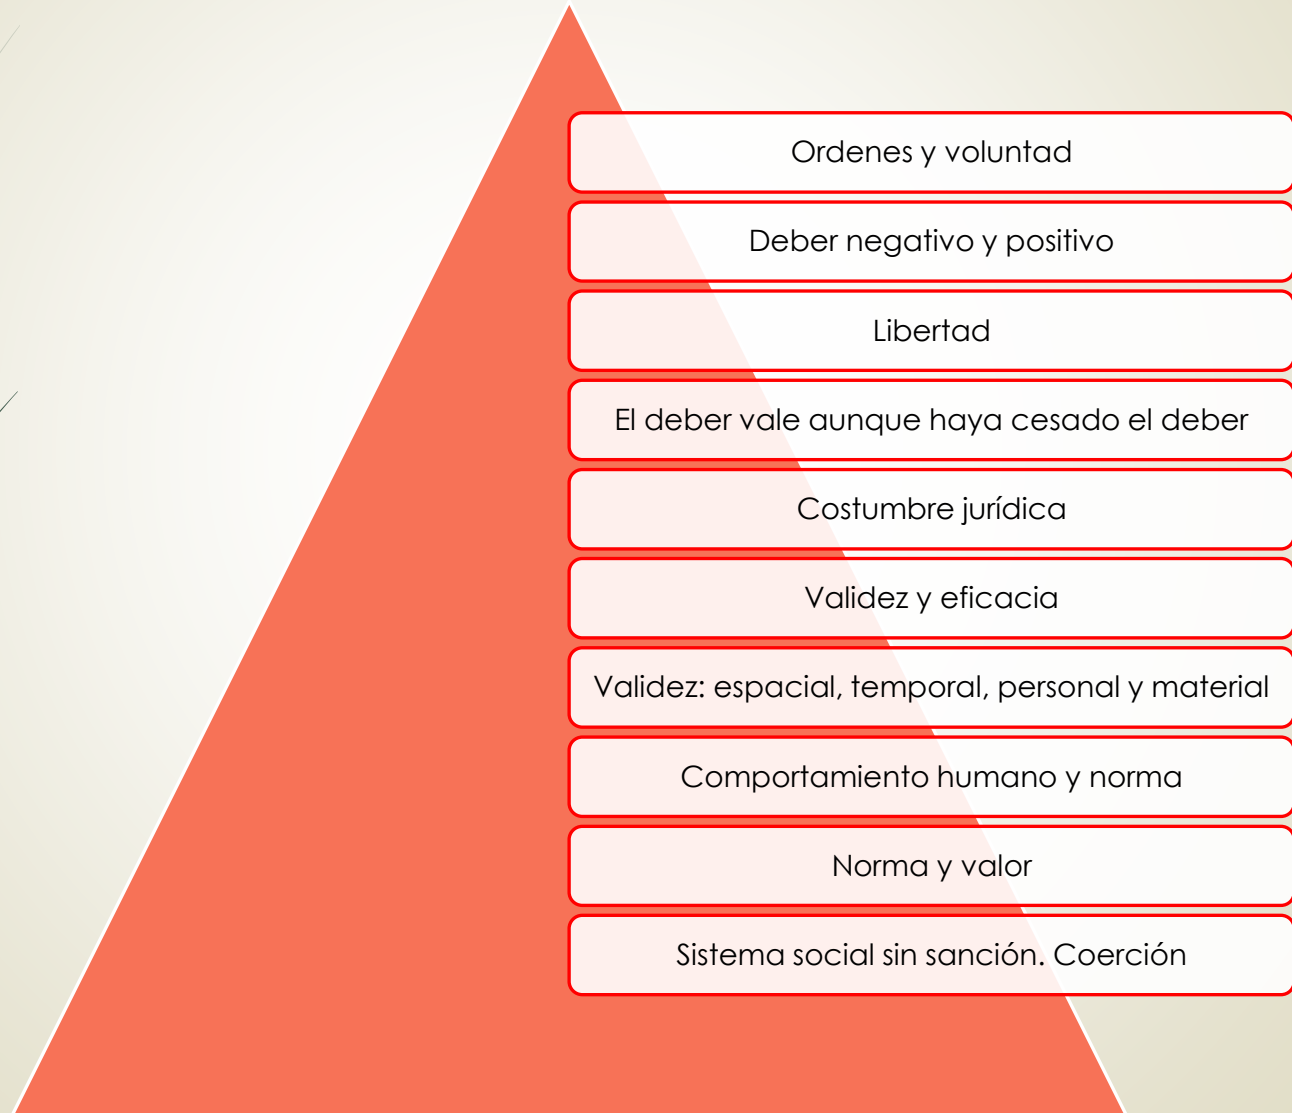 Ordenes y voluntad
Deber negativo y positivo
Libertad
El deber vale aunque haya cesado el deber
Costumbre jurídica
Validez y eficacia
Validez: espacial, temporal, personal y material
Comportamiento humano y norma
Norma y valor
Sistema social sin sanción. Coerción